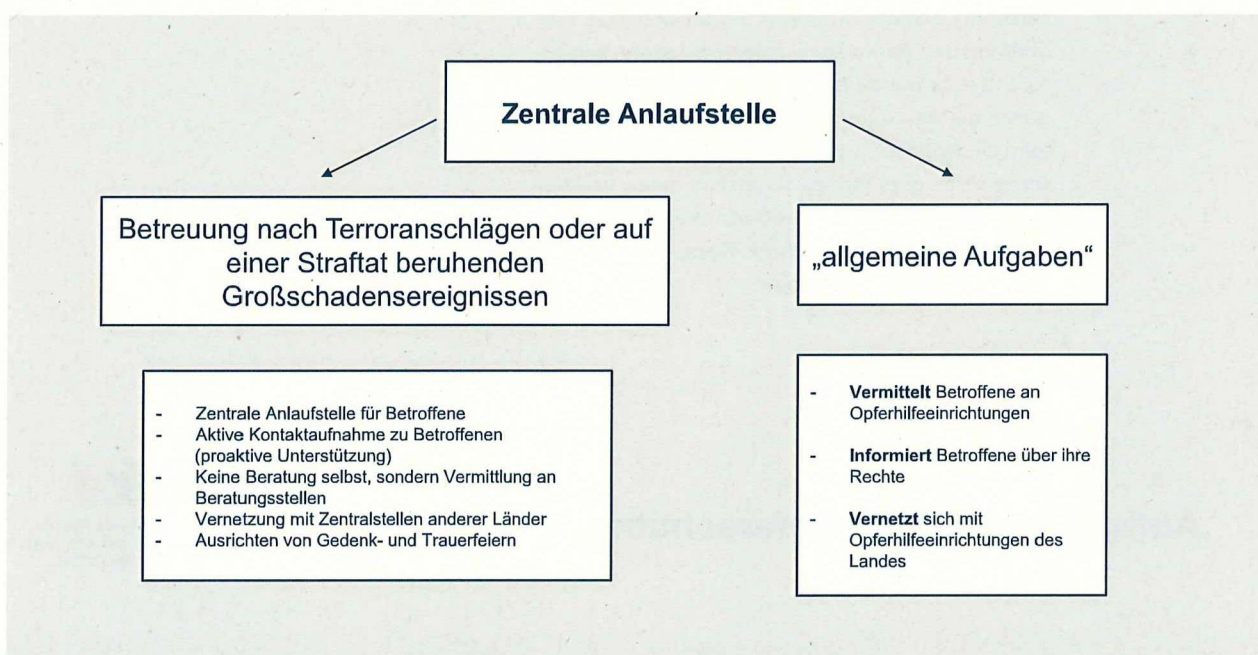 Zentrale Anlaufstelle
Betreuung nach Terroranschlägen oder auf
einer Straftat beruhenden
Großschadensereignissen
„allgemeine Aufgaben“
- Zentrale Anlaufstelle für Betroffene
- Aktive Kontaktaufnahme zu Betroffenen
(proaktive Unterstützung)
- Keine Beratung selbst, sondern Vermittlung an
Beratungsstellen
- Vernetzung mit Zentralstellen anderer Länder
- Ausrichten von Gedenk- und Trauerfeiern
- Vermittelt Betroffene an
Opferhilfeeinrichtungen
- Informiert Betroffene über ihre
Rechte
- Vernetzt sich mit
Opferhilfeeinrichtungen des
Landes